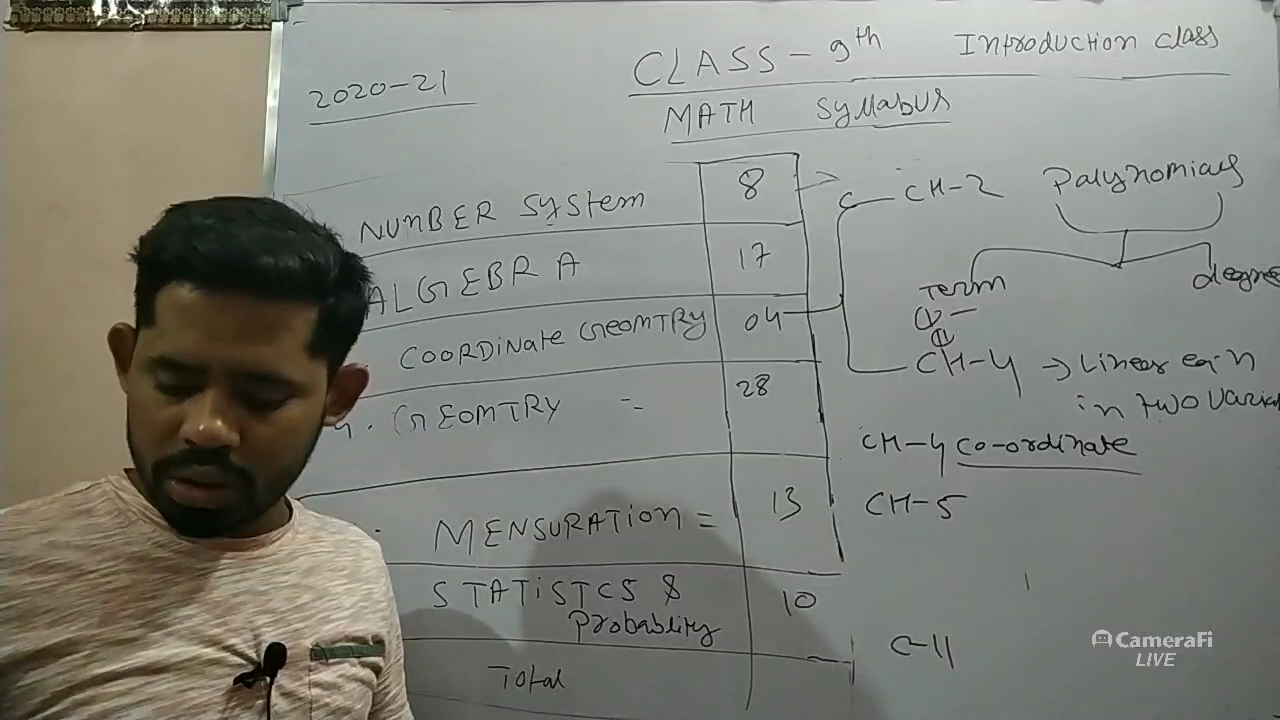 2020-21
CLASS - 9th Introduction class
MATH Syllabus
NUMBER System 8
ALGEBRA 17
COORDINATE GEOMTRY 04
4. GEOMTRY - 28
MENSURATION = 13
STATISTCS &
Probablity 10
Total
CH-2 Polynomials
Term degree
CH-4 → Linear eqn
in two Varia
CH-4 co-ordinate
CH-5
C-11
CameraFi
LIVE